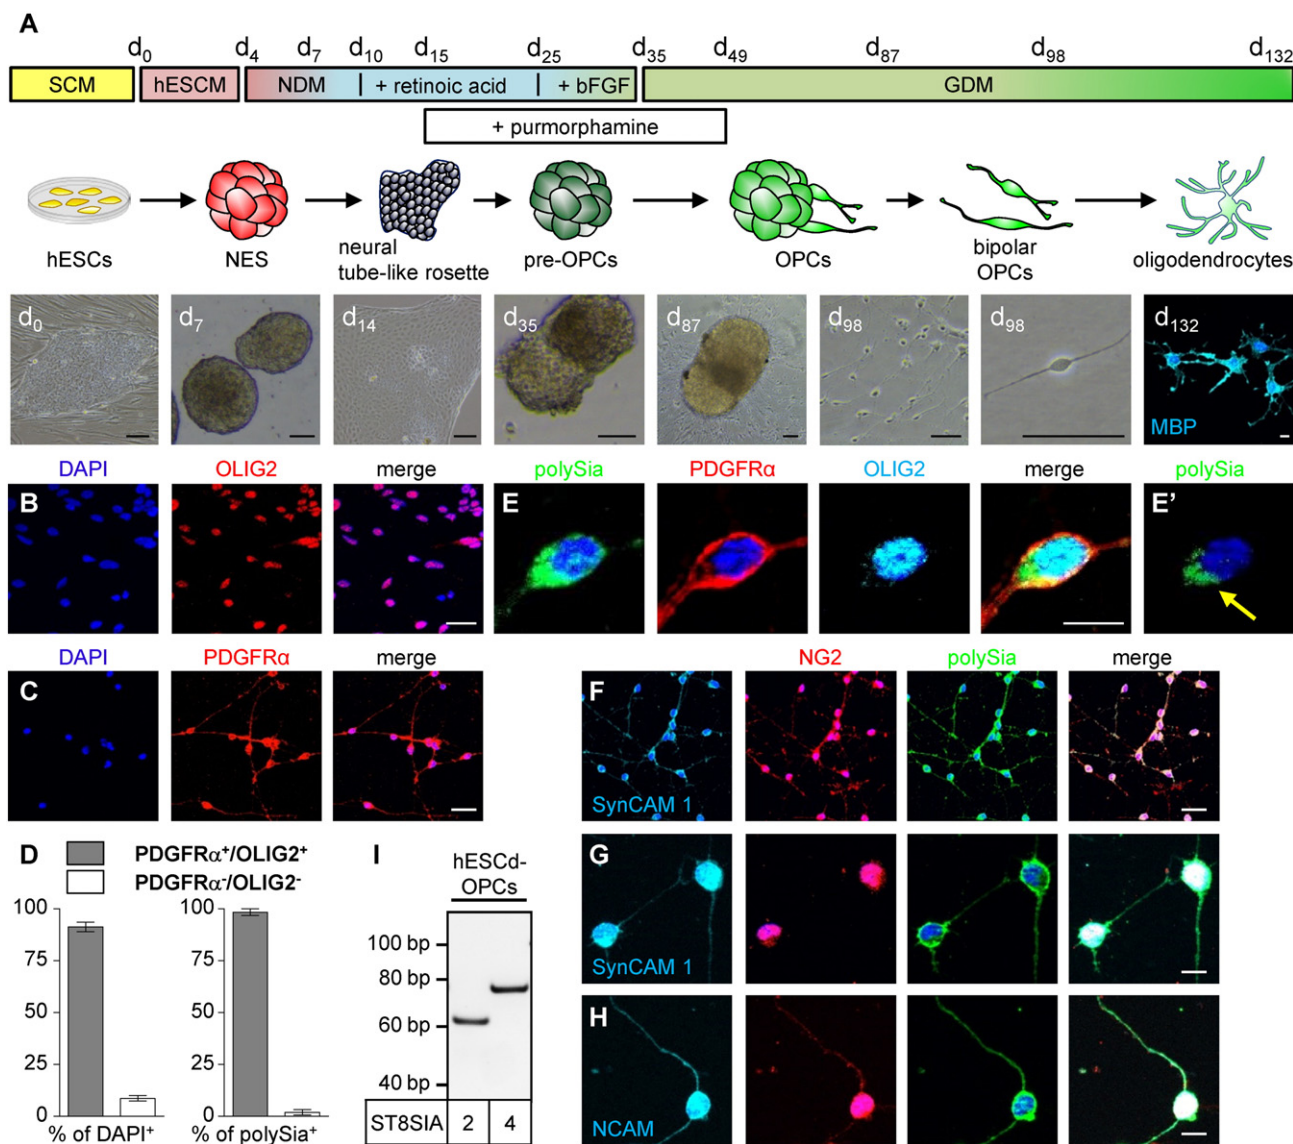 A
d0 d4 d7 d10 d15 d25 d35 d49 d87 d98 d132
SCM hESCM NDM + retinoic acid + bFGF GDM
+ purmorphamine
hESCs NES neural tube-like rosette pre-OPCs OPCs bipolar OPCs oligodendrocytes
d0 d7 d14 d35 d87 d98 d98 d132
MBP
DAPI OLIG2 merge polySia PDGFRα OLIG2 merge polySia
B E E'
DAPI PDGFRα merge NG2 polySia merge
C F
SynCAM 1
D PDGFRα+/OLIG2+
PDGFRα-/OLIG2-
100 75 50 25 0
% of DAPI+
100 75 50 25 0
% of polySia+
I hESCd-
OPCs
100 bp
80 bp
60 bp
40 bp
ST8SIA 2 4
G
SynCAM 1
H
NCAM